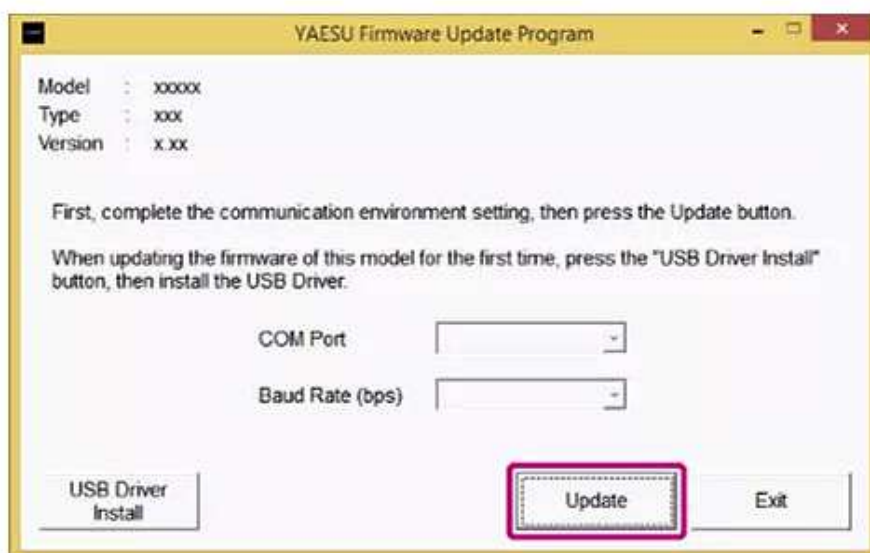 YAESU Firmware Update Program
Model : xxxxx
Type : xxx
Version : x.xx
First, complete the communication environment setting, then press the Update button.
When updating the firmware of this model for the first time, press the "USB Driver Install"
button, then install the USB Driver.
COM Port
Baud Rate (bps)
USB Driver
Install
Update
Exit